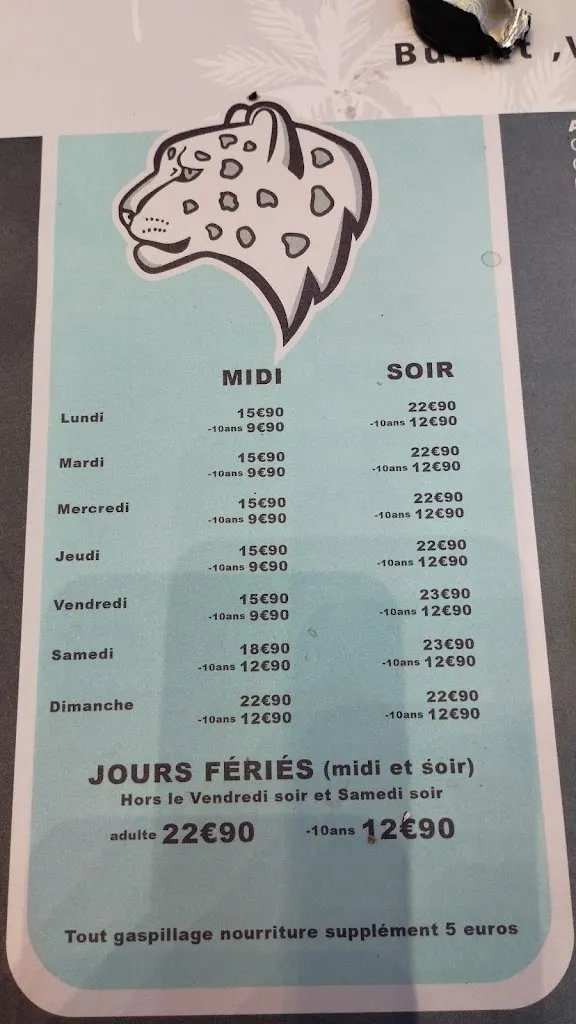 MIDI SOIR
Lundi 15€90 22€90
-10ans 9€90 -10ans 12€90
Mardi 15€90 22€90
-10ans 9€90 -10ans 12€90
Mercredi 15€90 22€90
-10ans 9€90 -10ans 12€90
Jeudi 15€90 22€90
-10ans 9€90 -10ans 12€90
Vendredi 15€90 23€90
-10ans 9€90 -10ans 12€90
Samedi 18€90 23€90
-10ans 12€90 -10ans 12€90
Dimanche 22€90 22€90
-10ans 12€90 -10ans 12€90
JOURS FÉRIÉS (midi et soir)
Hors le Vendredi soir et Samedi soir
adulte 22€90 -10ans 12€90
Tout gaspillage nourriture supplément 5 euros